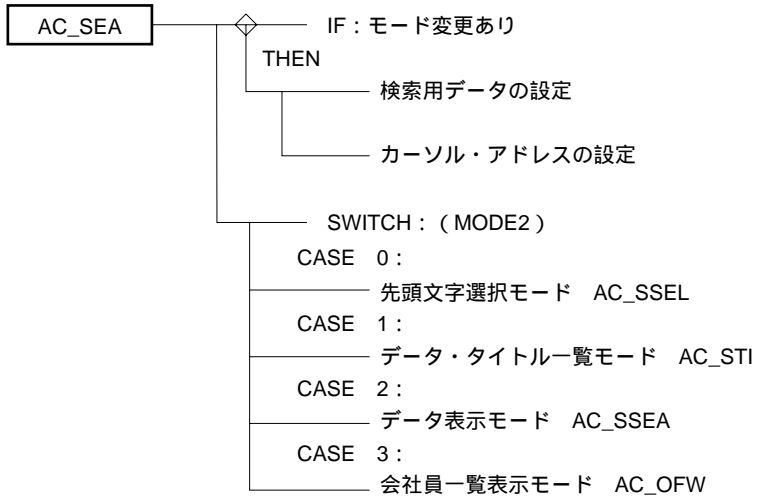 AC_SEA
IF:モード変更あり
THEN
検索用データの設定
カーソル・アドレスの設定
SWITCH:(MODE2)
CASE 0:
先頭文字選択モード AC_SSEL
CASE 1:
データ・タイトル一覧モード AC_STI
CASE 2:
データ表示モード AC_SSEA
CASE 3:
会社員一覧表示モード AC_OFW